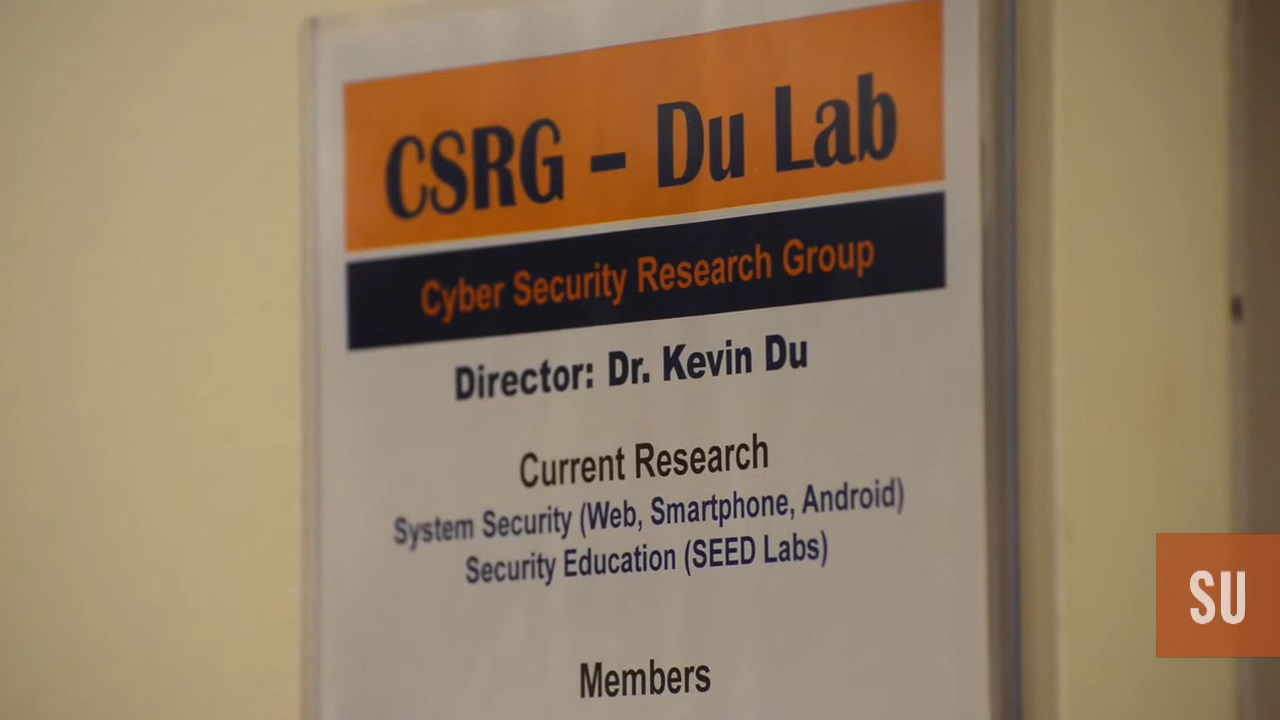 CSRG - Du Lab
Cyber Security Research Group
Director: Dr. Kevin Du
Current Research
System Security (Web, Smartphone, Android)
Security Education (SEED Labs)
Members
SU